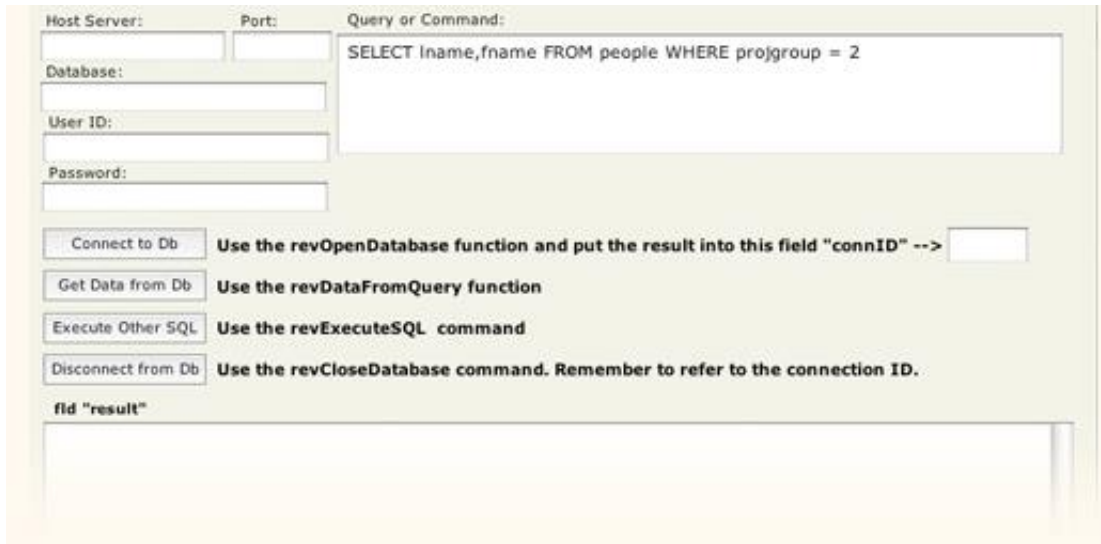 Host Server:
Port:
Query or Command:
SELECT lname,fname FROM people WHERE projgroup = 2
Database:
User ID:
Password:
Connect to Db
Use the revOpenDatabase function and put the result into this field "connID" -->
Get Data from Db
Use the revDataFromQuery function
Execute Other SQL
Use the revExecuteSQL command
Disconnect from Db
Use the revCloseDatabase command. Remember to refer to the connection ID.
fld "result"